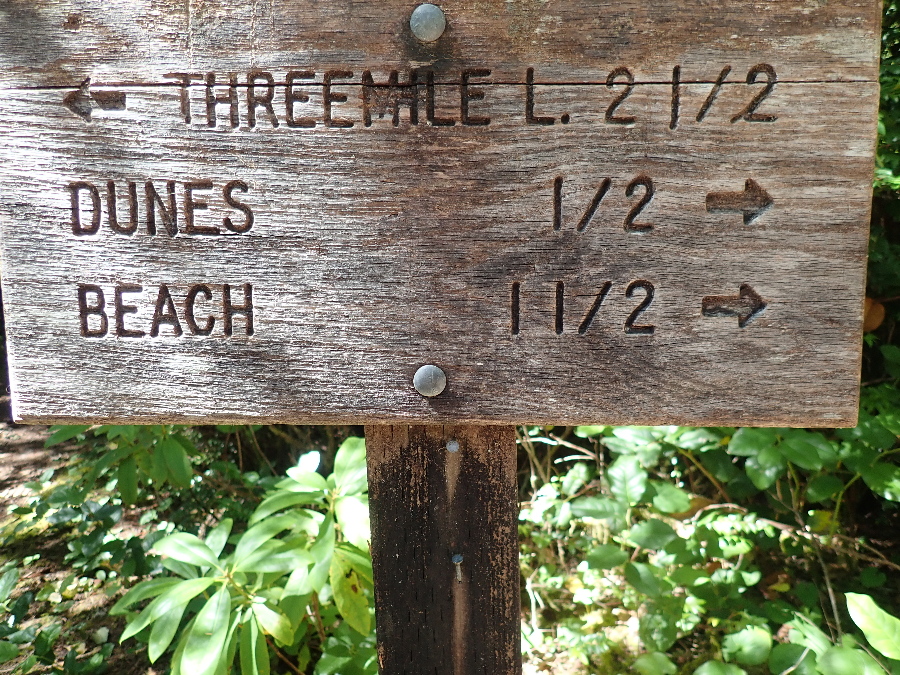 ← THREEMILE L. 2 1/2
DUNES 1/2 →
BEACH 1 1/2 →